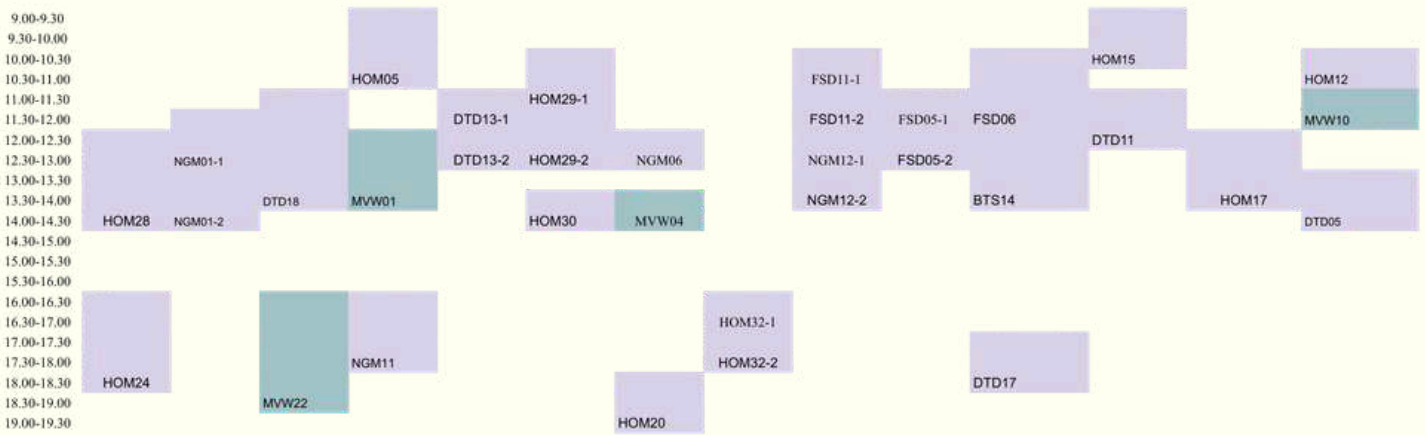 9.00-9.30
9.30-10.00
10.00-10.30 HOM15
10.30-11.00 HOM05 FSD11-1 HOM12
11.00-11.30 HOM29-1
11.30-12.00 DTD13-1 FSD11-2 FSD05-1 FSD06 MVW10
12.00-12.30 DTD11
12.30-13.00 NGM01-1 DTD13-2 HOM29-2 NGM06 NGM12-1 FSD05-2
13.00-13.30
13.30-14.00 DTD18 MVW01 NGM12-2 BTS14 HOM17
14.00-14.30 HOM28 NGM01-2 HOM30 MVW04 DTD05
14.30-15.00
15.00-15.30
15.30-16.00
16.00-16.30
16.30-17.00 HOM32-1
17.00-17.30
17.30-18.00 NGM11 HOM32-2
18.00-18.30 HOM24 DTD17
18.30-19.00 MVW22
19.00-19.30 HOM20